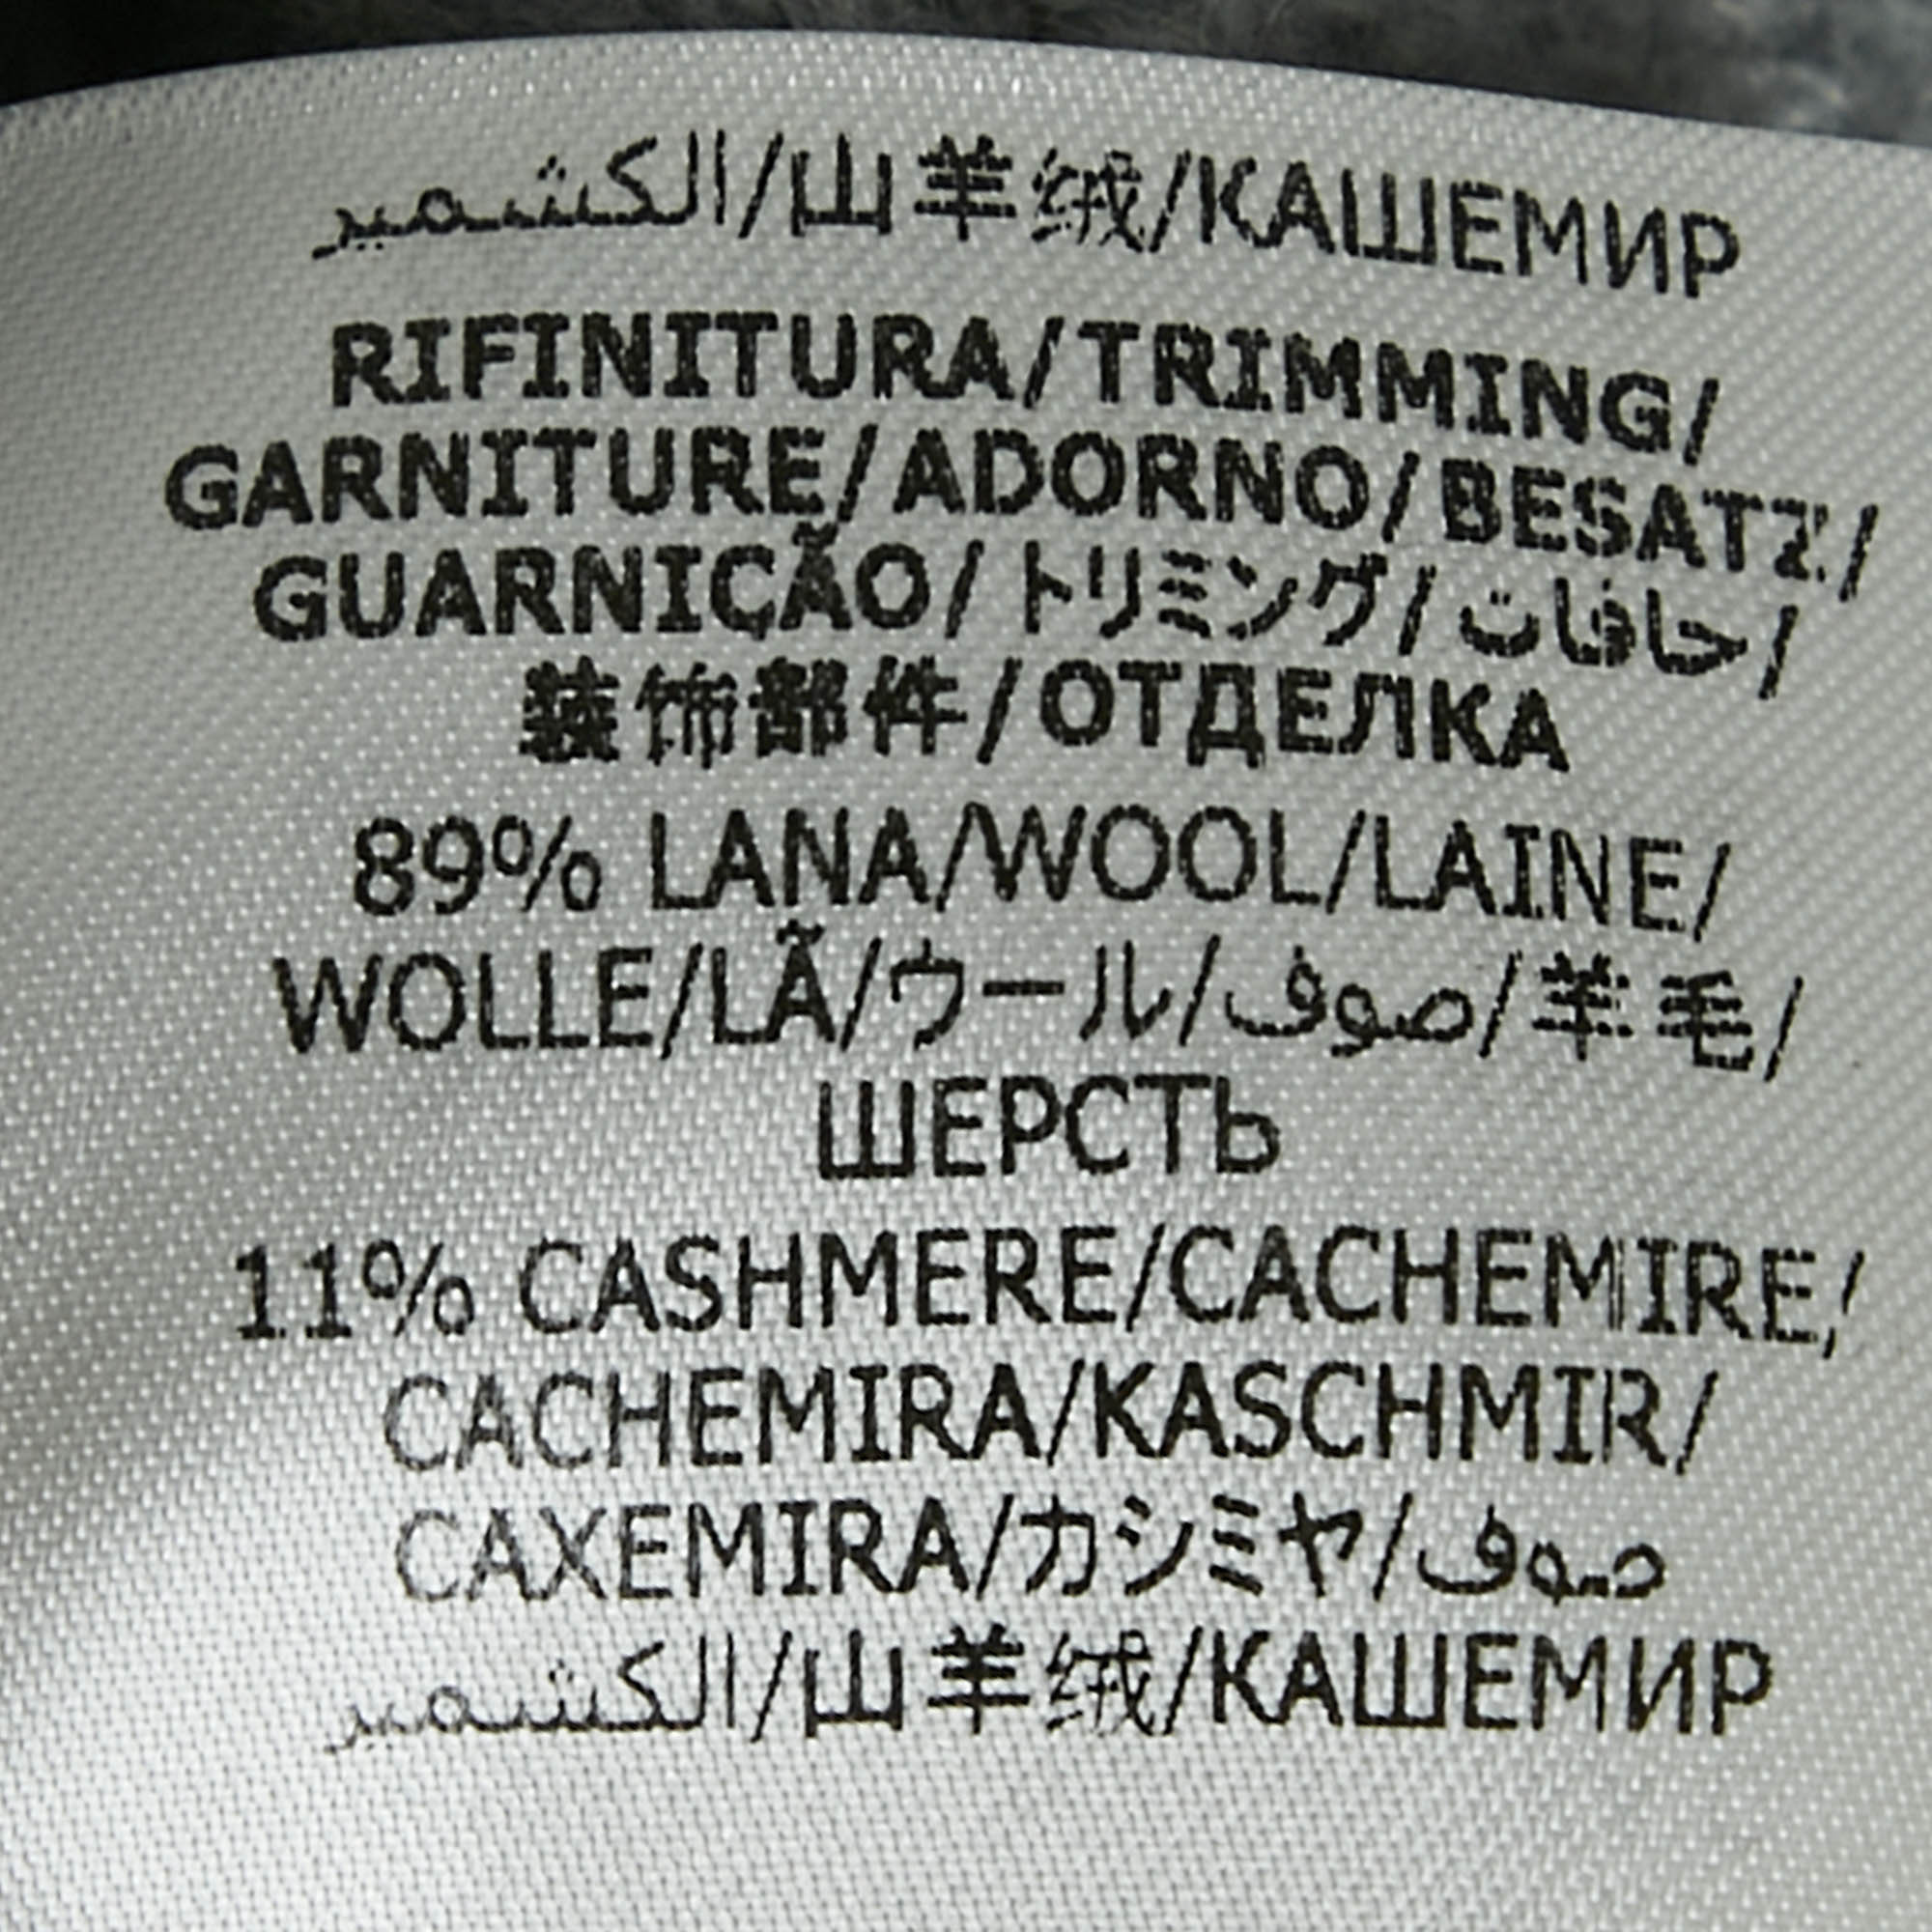 الكشمير/山羊绒/КАШЕМИР
RIFINITURA/TRIMMING/
GARNITURE/ADORNO/BESATZ/
GUARNIÇÃO/トリミング/حافات/
装饰部件/ОТДЕЛКА
89% LANA/WOOL/LAINE/
WOLLE/LÃ/ウール/صوف/羊毛/
ШЕРСТЬ
11% CASHMERE/CACHEMIRE/
CACHEMIRA/KASCHMIR/
CAXEMIRA/カシミヤ/صوف
الكشمير/山羊绒/КАШЕМИР